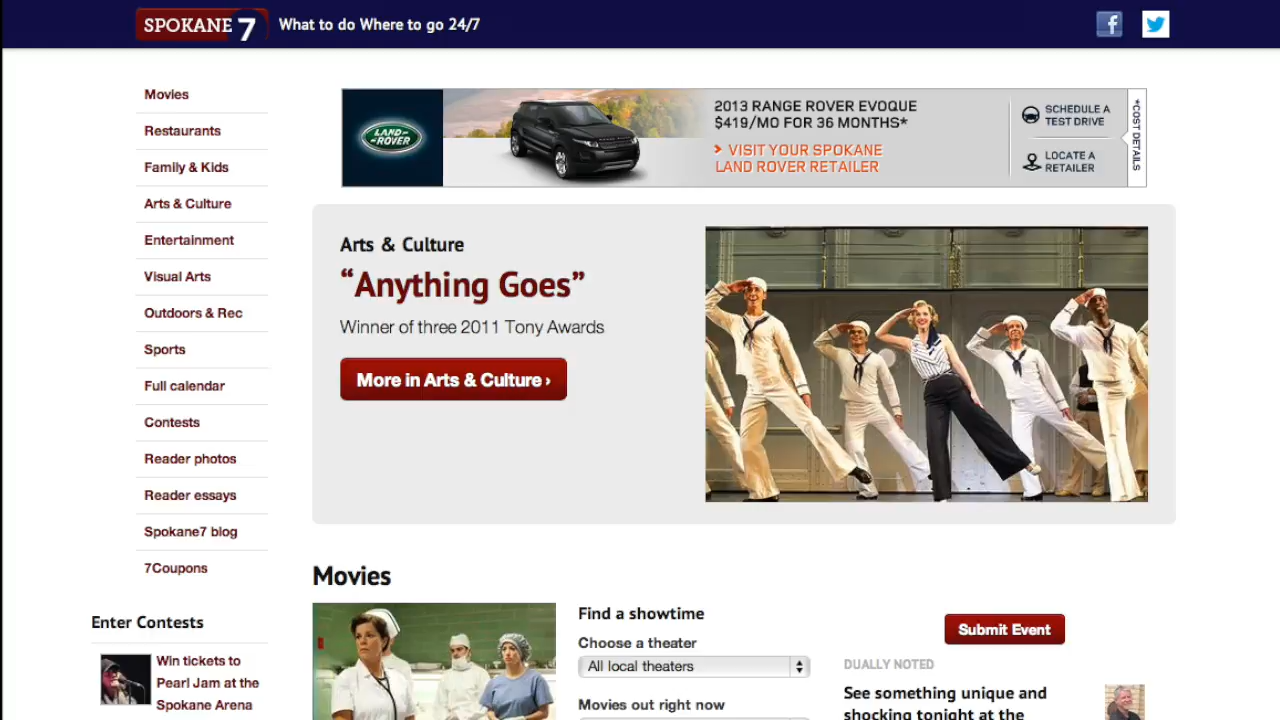 SPOKANE 7
What to do Where to go 24/7
Movies
Restaurants
Family & Kids
Arts & Culture
Entertainment
Visual Arts
Outdoors & Rec
Sports
Full calendar
Contests
Reader photos
Reader essays
Spokane7 blog
7Coupons
Enter Contests
Win tickets to
Pearl Jam at the
Spokane Arena
LAND-
ROVER
2013 RANGE ROVER EVOQUE
$419/MO FOR 36 MONTHS*
> VISIT YOUR SPOKANE
LAND ROVER RETAILER
SCHEDULE A
TEST DRIVE
LOCATE A
RETAILER
*COST DETAILS
Arts & Culture
“Anything Goes”
Winner of three 2011 Tony Awards
More in Arts & Culture ›
Movies
Find a showtime
Choose a theater
All local theaters
Movies out right now
Submit Event
DUALLY NOTED
See something unique and
shocking tonight at the